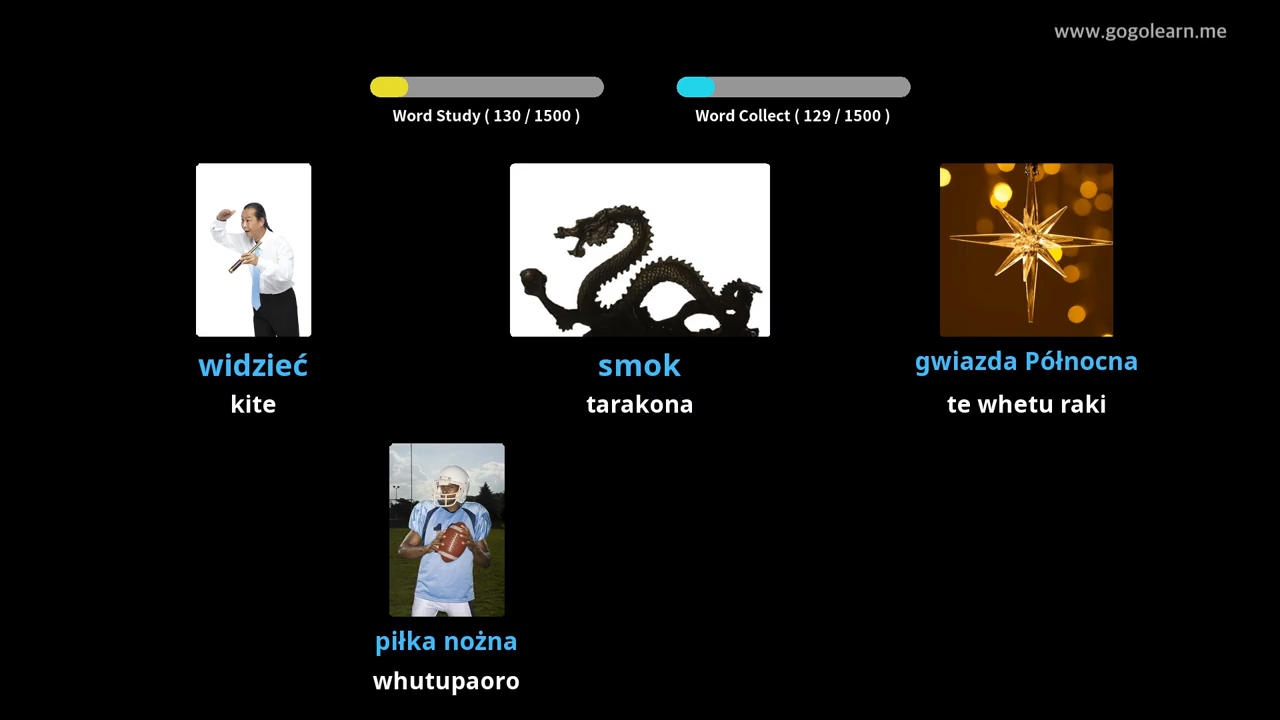 www.gogolearn.me
Word Study ( 130 / 1500 )
Word Collect ( 129 / 1500 )
widzieć
kite
smok
tarakona
gwiazda Północna
te whetu raki
piłka nożna
whutupaoro